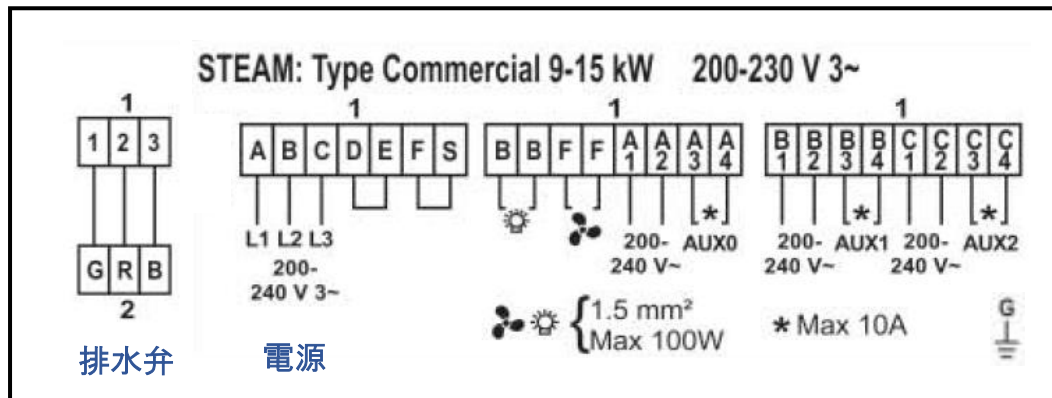 STEAM: Type Commercial 9-15 kW 200-230 V 3~
1
1 2 3
G R B
2
排水弁
1
A B C D E F S
L1 L2 L3
200-
240 V 3~
電源
1
B B F F A1 A2 A3 A4
*
200-
240 V~
AUX0
1
B1 B2 B3 B4 C1 C2 C3 C4
* *
200-
240 V~
AUX1
200-
240 V~
AUX2
{ 1.5 mm²
Max 100W
* Max 10A
G